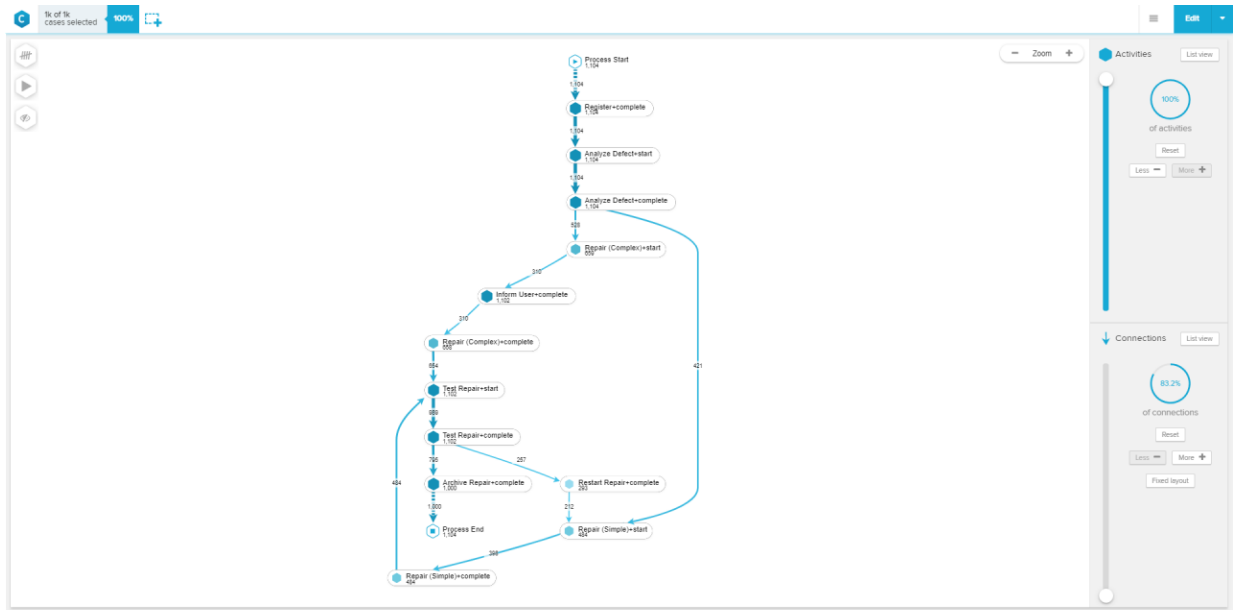 C
1k of 1k
cases selected
100%
Edit
Zoom
Process Start
1,104
1,104
Register+complete
1,104
1,104
Analyze Defect+start
1,104
1,104
Analyze Defect+complete
1,104
Repair (Complex)+start
310
Inform User+complete
1,102
310
Repair (Complex)+complete
421
Test Repair+start
1,102
Test Repair+complete
1,102
484
Archive Repair+complete
1,000
Restart Repair+complete
293
1,000
212
Process End
1,104
Repair (Simple)+start
484
Repair (Simple)+complete
484
Activities
List view
100%
of activities
Reset
Less −
More +
Connections
List view
83.2%
of connections
Reset
Less −
More +
Fixed layout